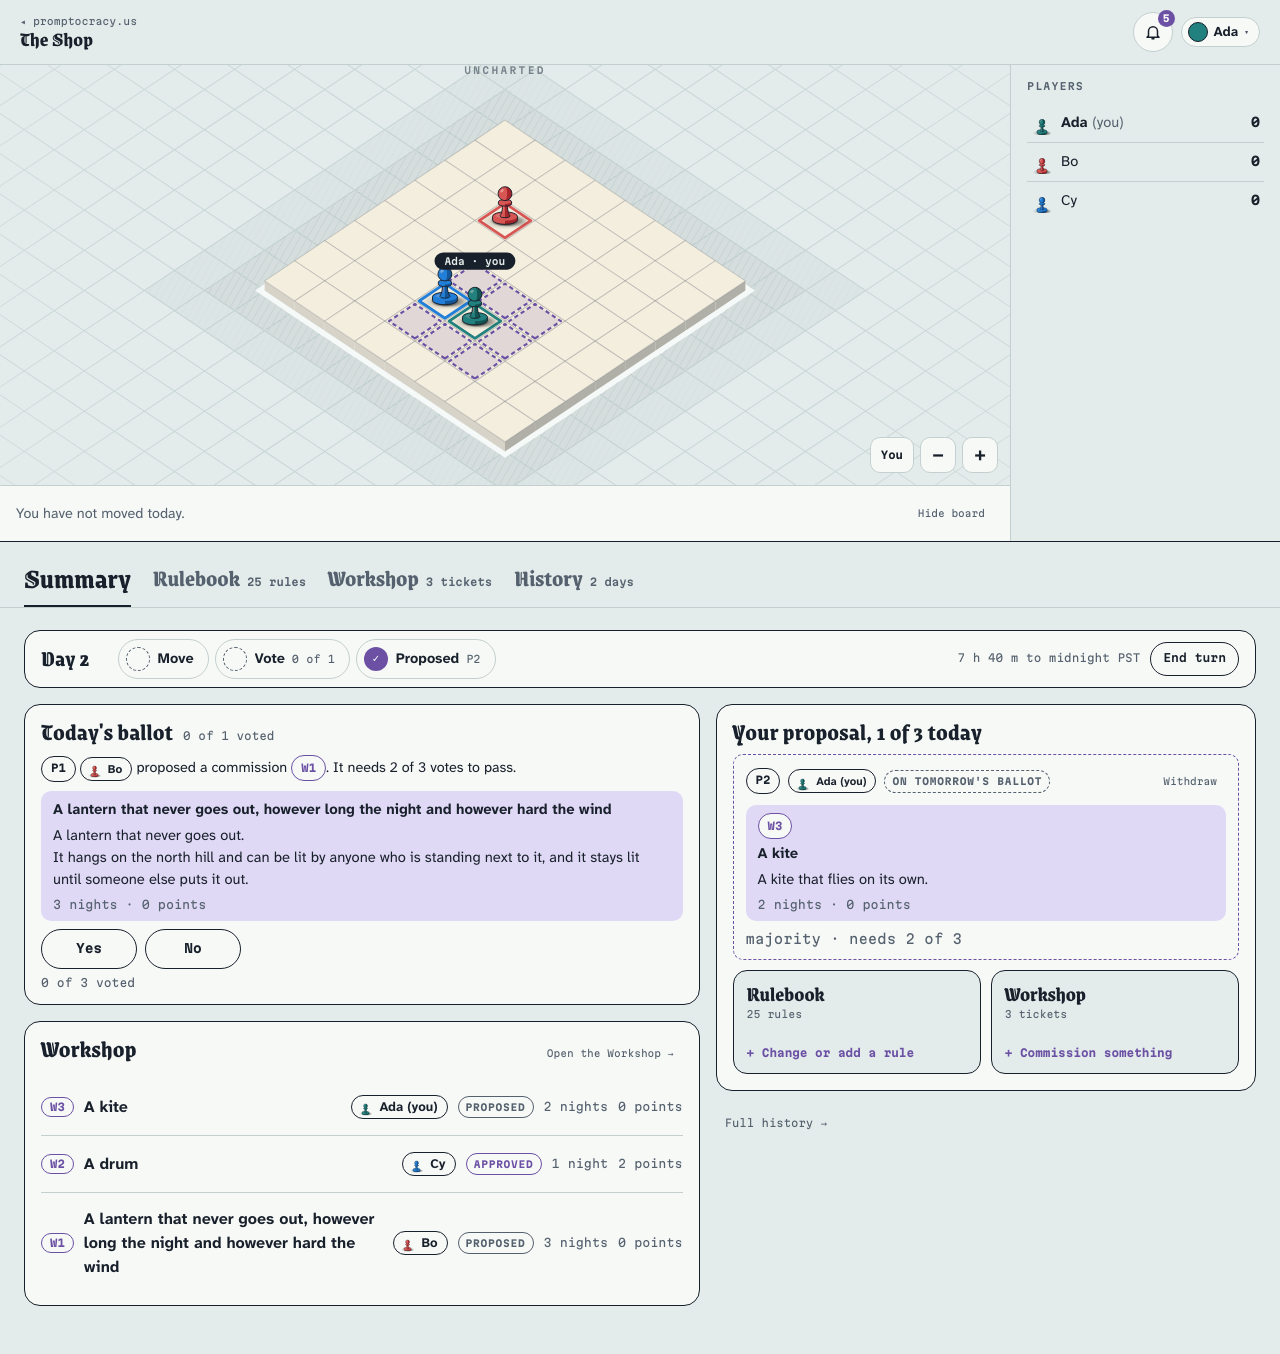 ◂ promptocracy.us
The Shop
5
Ada ▾
UNCHARTED
Ada · you
You − +
You have not moved today.
Hide board
PLAYERS
Ada (you) 0
Bo 0
Cy 0
Summary
Rulebook 25 rules
Workshop 3 tickets
History 2 days
Day 2
Move
Vote 0 of 1
✓ Proposed P2
7 h 40 m to midnight PST
End turn
Today's ballot 0 of 1 voted
P1 Bo proposed a commission W1. It needs 2 of 3 votes to pass.
A lantern that never goes out, however long the night and however hard the wind
A lantern that never goes out.
It hangs on the north hill and can be lit by anyone who is standing next to it, and it stays lit
until someone else puts it out.
3 nights · 0 points
Yes No
0 of 3 voted
Workshop
Open the Workshop →
W3 A kite Ada (you) PROPOSED 2 nights 0 points
W2 A drum Cy APPROVED 1 night 2 points
W1 A lantern that never goes out, however
long the night and however hard the
wind
Bo PROPOSED 3 nights 0 points
Your proposal, 1 of 3 today
P2 Ada (you) ON TOMORROW'S BALLOT Withdraw
W3
A kite
A kite that flies on its own.
2 nights · 0 points
majority · needs 2 of 3
Rulebook
25 rules
+ Change or add a rule
Workshop
3 tickets
+ Commission something
Full history →